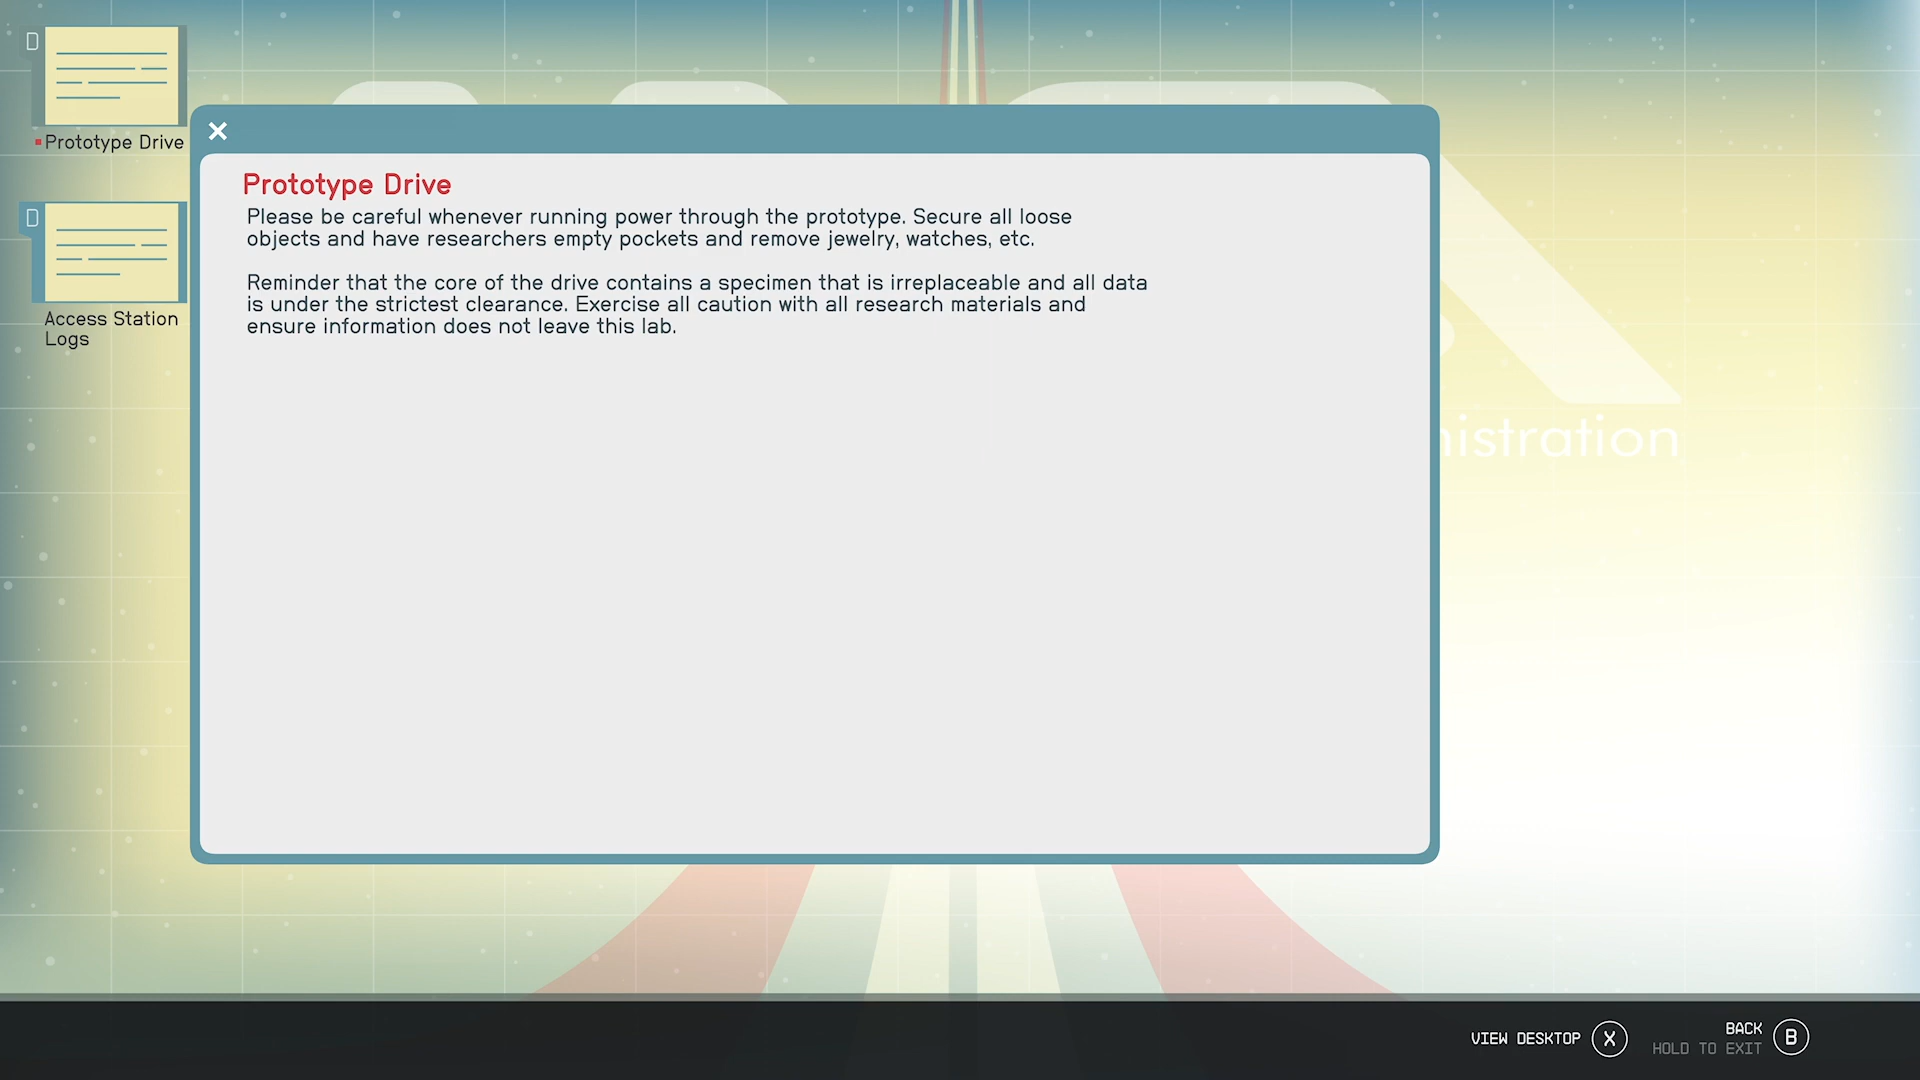 D
Prototype Drive
D
Access Station
Logs
Prototype Drive
Please be careful whenever running power through the prototype. Secure all loose
objects and have researchers empty pockets and remove jewelry, watches, etc.
Reminder that the core of the drive contains a specimen that is irreplaceable and all data
is under the strictest clearance. Exercise all caution with all research materials and
ensure information does not leave this lab.
nistration
VIEW DESKTOP X
BACK B
HOLD TO EXIT